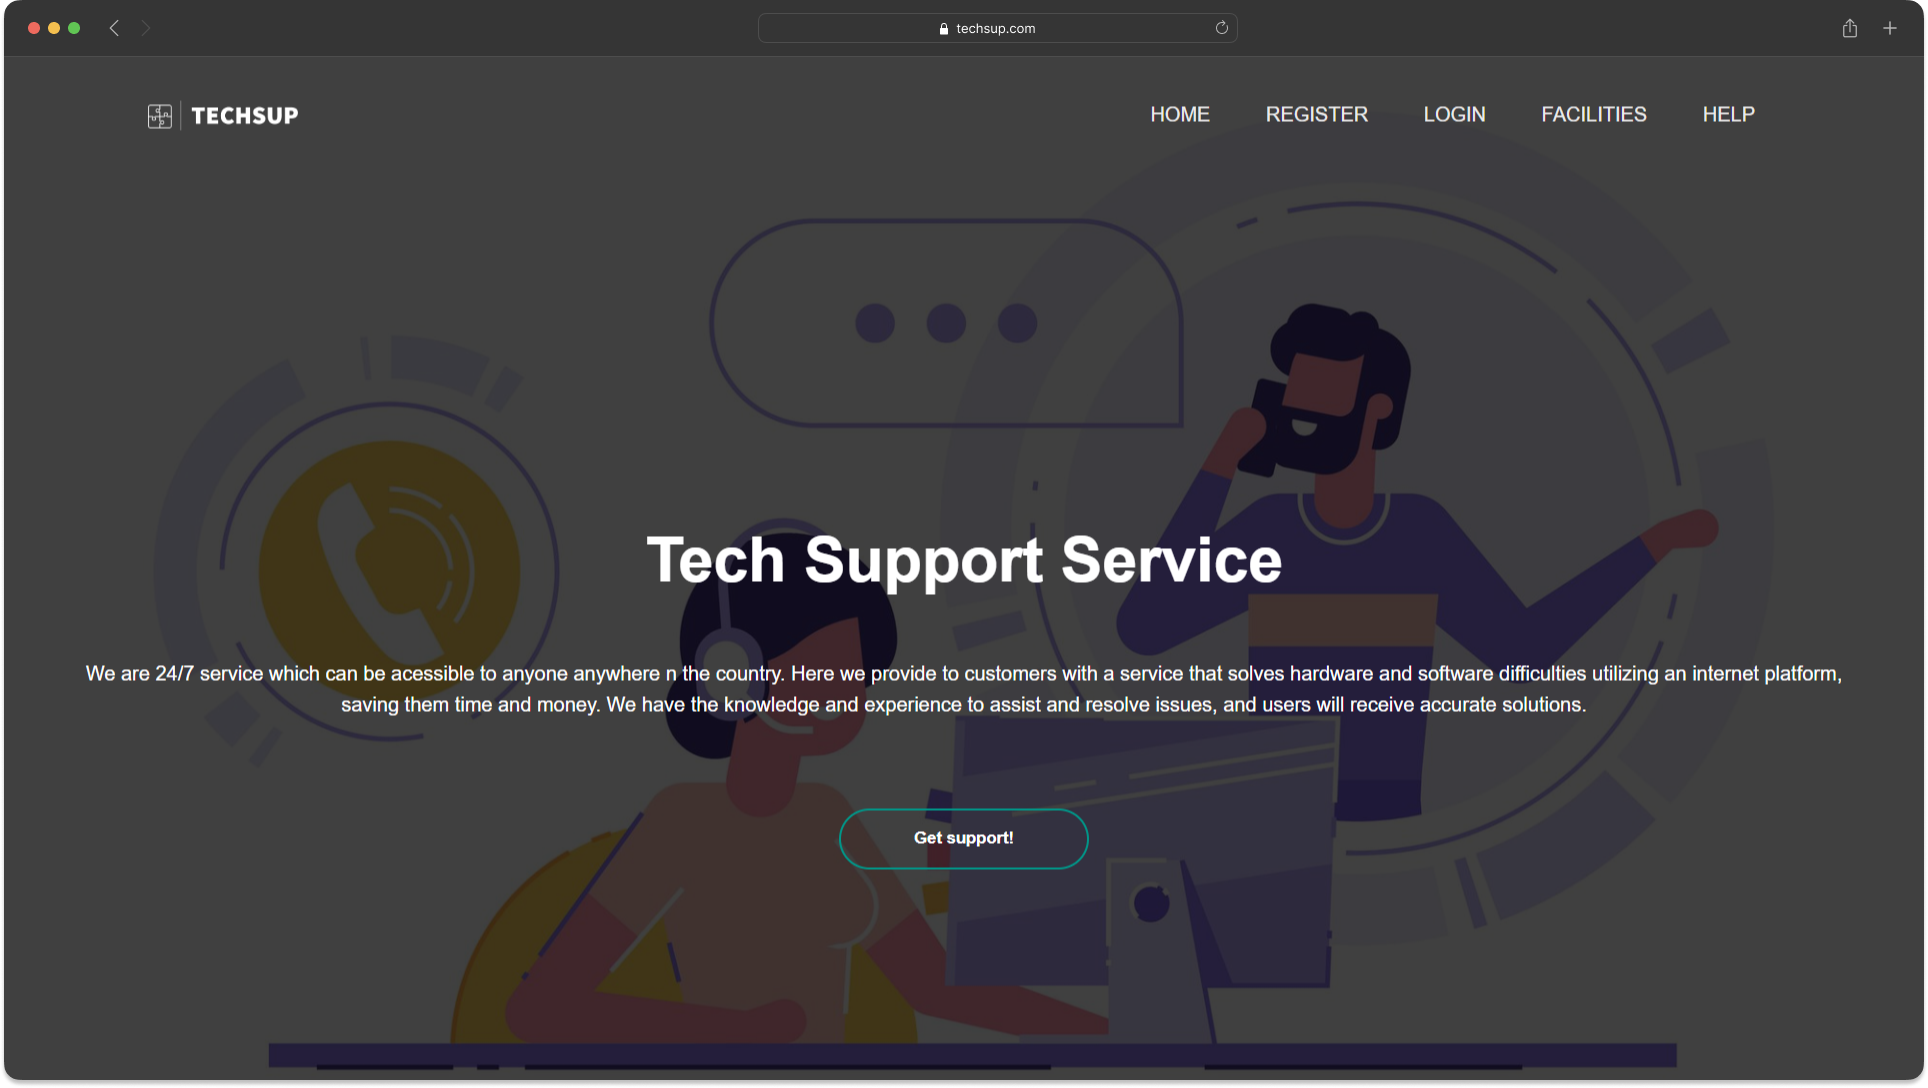 techsup.com
TECHSUP
HOME REGISTER LOGIN FACILITIES HELP
Tech Support Service
We are 24/7 service which can be acessible to anyone anywhere n the country. Here we provide to customers with a service that solves hardware and software difficulties utilizing an internet platform,
saving them time and money. We have the knowledge and experience to assist and resolve issues, and users will receive accurate solutions.
Get support!